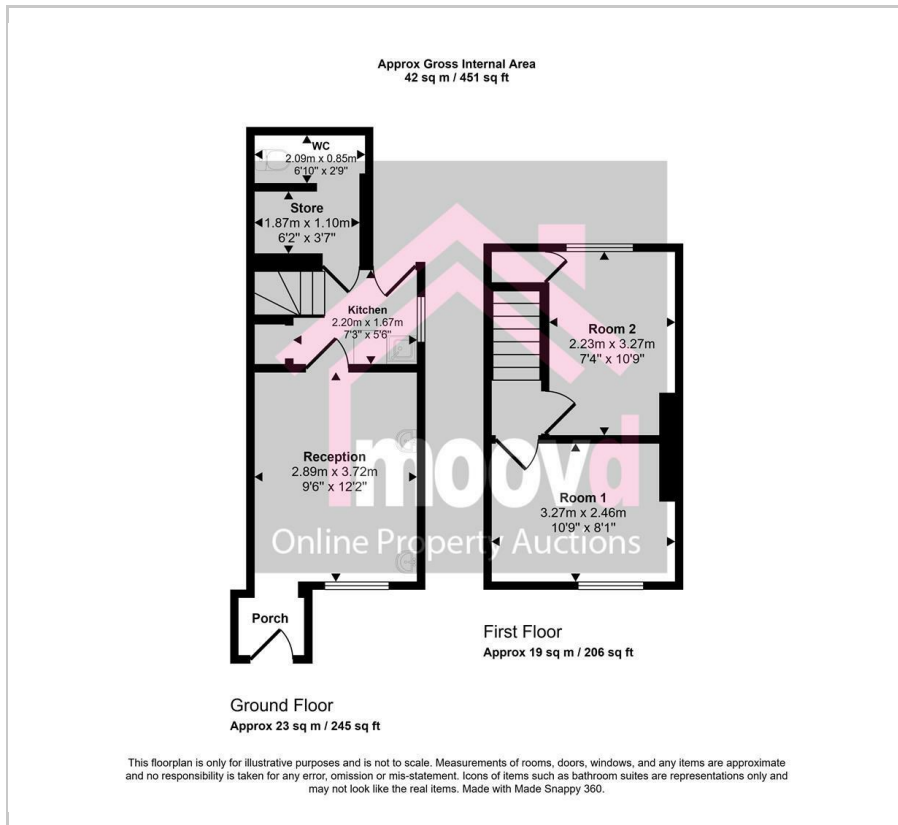 Approx Gross Internal Area
42 sq m / 451 sq ft
WC
2.09m x 0.85m
6'10" x 2'9"
Store
1.87m x 1.10m
6'2" x 3'7"
Kitchen
2.20m x 1.67m
7'3" x 5'6"
Reception
2.89m x 3.72m
9'6" x 12'2"
Porch
Ground Floor
Approx 23 sq m / 245 sq ft
Room 2
2.23m x 3.27m
7'4" x 10'9"
Room 1
3.27m x 2.46m
10'9" x 8'1"
First Floor
Approx 19 sq m / 206 sq ft
moovd
Online Property Auctions
This floorplan is only for illustrative purposes and is not to scale. Measurements of rooms, doors, windows, and any items are approximate
and no responsibility is taken for any error, omission or mis-statement. Icons of items such as bathroom suites are representations only and
may not look like the real items. Made with Made Snappy 360.